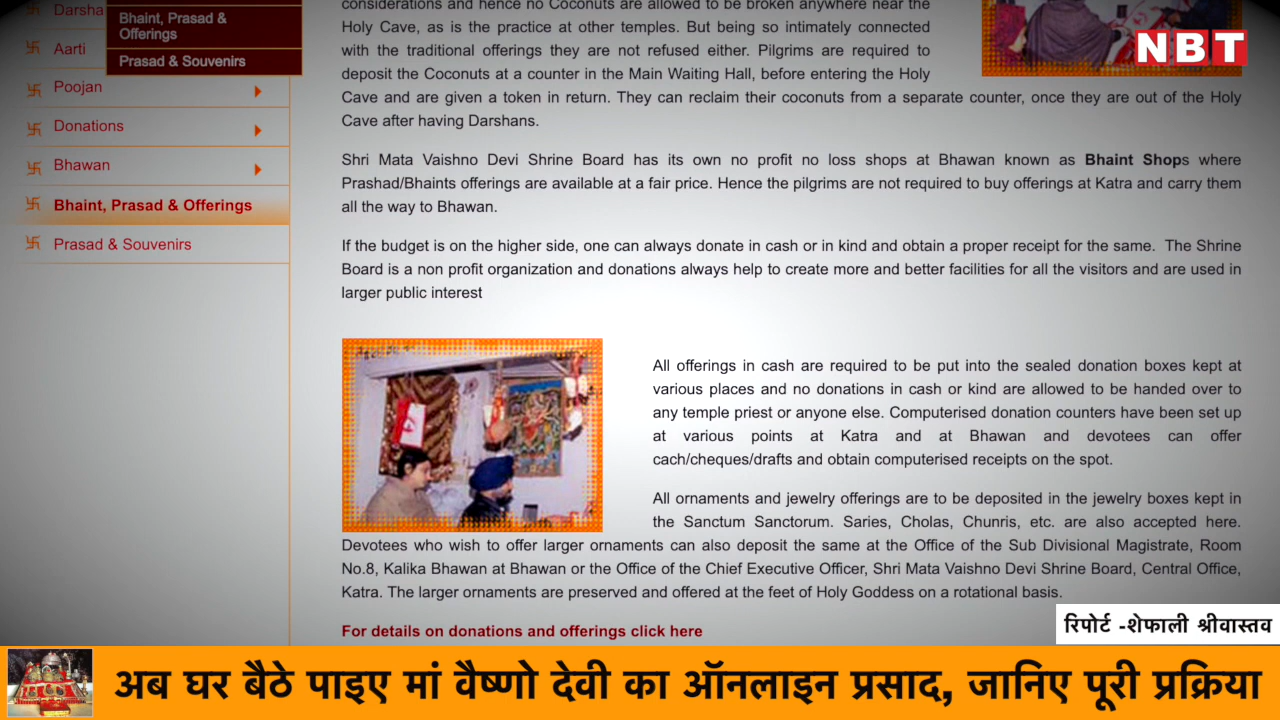 Darsha
Aarti
Poojan
Donations
Bhawan
Bhaint, Prasad & Offerings
Prasad & Souvenirs
Bhaint, Prasad &
Offerings
Prasad & Souvenirs
considerations and hence no Coconuts are allowed to be broken anywhere near the
Holy Cave, as is the practice at other temples. But being so intimately connected
with the traditional offerings they are not refused either. Pilgrims are required to
deposit the Coconuts at a counter in the Main Waiting Hall, before entering the Holy
Cave and are given a token in return. They can reclaim their coconuts from a separate counter, once they are out of the Holy
Cave after having Darshans.
Shri Mata Vaishno Devi Shrine Board has its own no profit no loss shops at Bhawan known as Bhaint Shops where
Prashad/Bhaints offerings are available at a fair price. Hence the pilgrims are not required to buy offerings at Katra and carry them
all the way to Bhawan.
If the budget is on the higher side, one can always donate in cash or in kind and obtain a proper receipt for the same. The Shrine
Board is a non profit organization and donations always help to create more and better facilities for all the visitors and are used in
larger public interest
All offerings in cash are required to be put into the sealed donation boxes kept at
various places and no donations in cash or kind are allowed to be handed over to
any temple priest or anyone else. Computerised donation counters have been set up
at various points at Katra and at Bhawan and devotees can offer
cach/cheques/drafts and obtain computerised receipts on the spot.
All ornaments and jewelry offerings are to be deposited in the jewelry boxes kept in
the Sanctum Sanctorum. Saries, Cholas, Chunris, etc. are also accepted here.
Devotees who wish to offer larger ornaments can also deposit the same at the Office of the Sub Divisional Magistrate, Room
No.8, Kalika Bhawan at Bhawan or the Office of the Chief Executive Officer, Shri Mata Vaishno Devi Shrine Board, Central Office,
Katra. The larger ornaments are preserved and offered at the feet of Holy Goddess on a rotational basis.
For details on donations and offerings click here
NBT
रिपोर्ट -शेफाली श्रीवास्तव
अब घर बैठे पाइए मां वैष्णो देवी का ऑनलाइन प्रसाद, जानिए पूरी प्रक्रिया